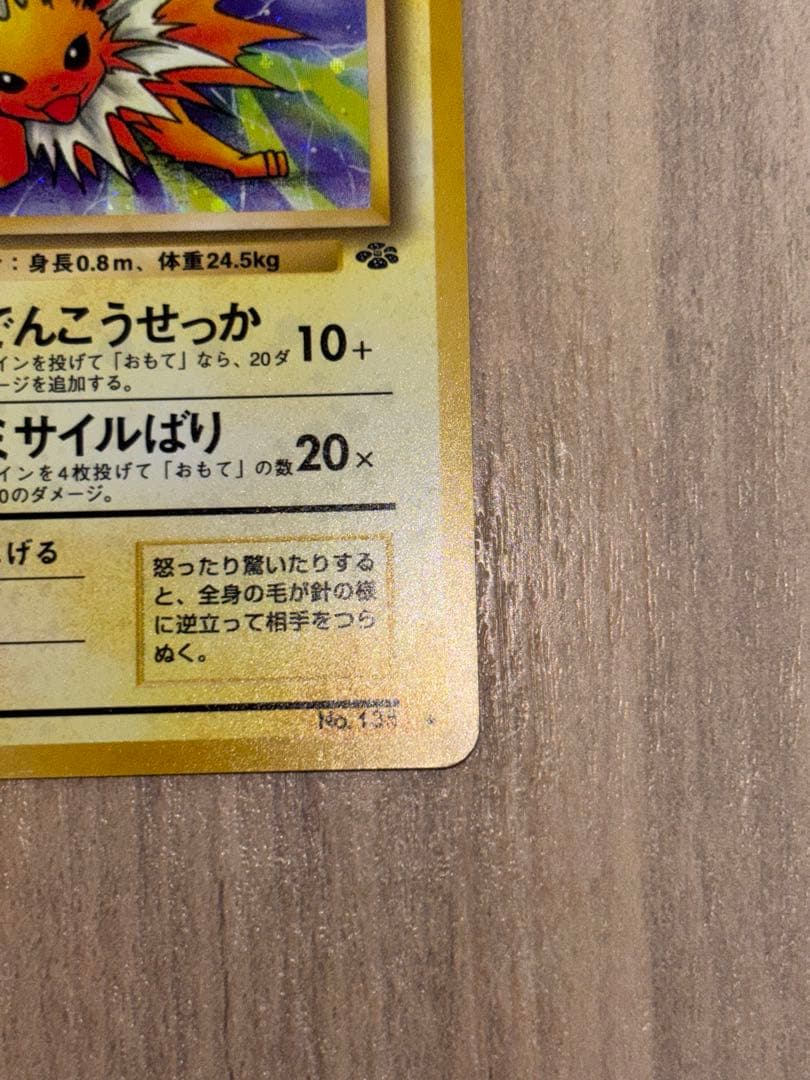 ：身長0.8m、体重24.5kg
でんこうせっか 10+
インを投げて「おもて」なら、20ダ
ージを追加する。
ミサイルばり 20×
インを4枚投げて「おもて」の数
0のダメージ。
げる
怒ったり驚いたりする
と、全身の毛が針の様
に逆立って相手をつら
ぬく。
No.135